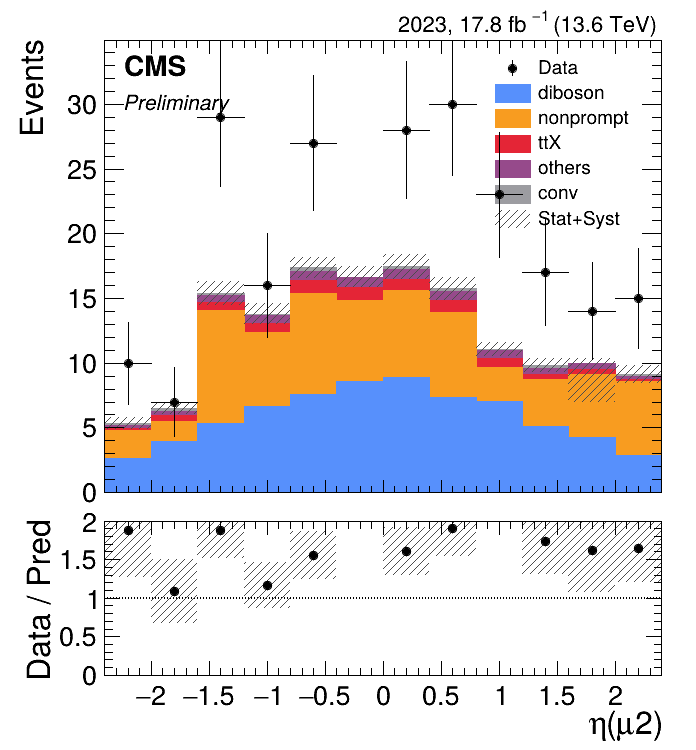 2023, 17.8 fb⁻¹ (13.6 TeV)
CMS
Preliminary
Events
Data
diboson
nonprompt
ttX
others
conv
Stat+Syst
30
25
20
15
10
5
0
Data / Pred
2
1.5
1
0.5
0
−2 −1.5 −1 −0.5 0 0.5 1 1.5 2
η(μ2)